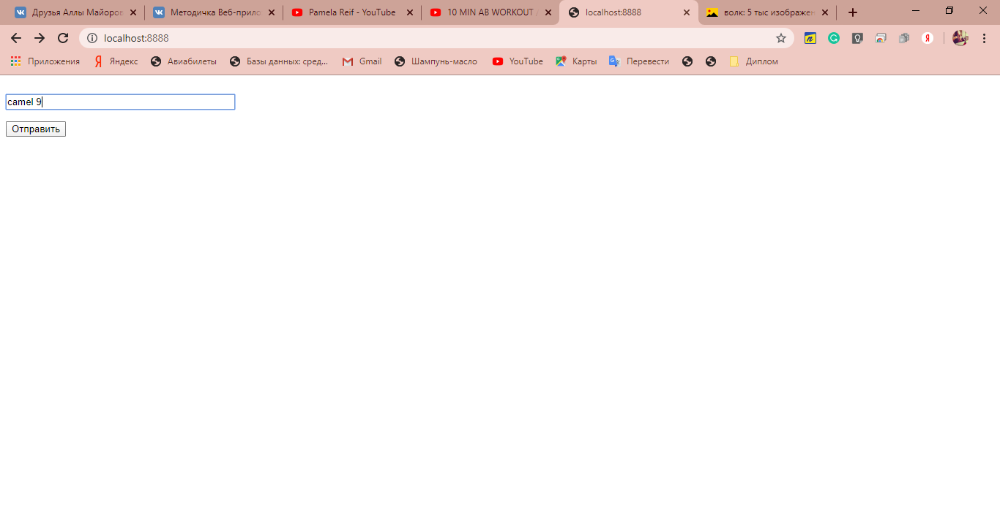 Друзья Аллы Майоров Методичка Веб-прило Pamela Reif - YouTube 10 MIN AB WORKOUT / localhost:8888 волк: 5 тыс изображен
localhost:8888
Приложения Яндекс Авиабилеты Базы данных: сред... Gmail Шампунь-масло YouTube Карты Перевести Диплом
camel 9
Отправить